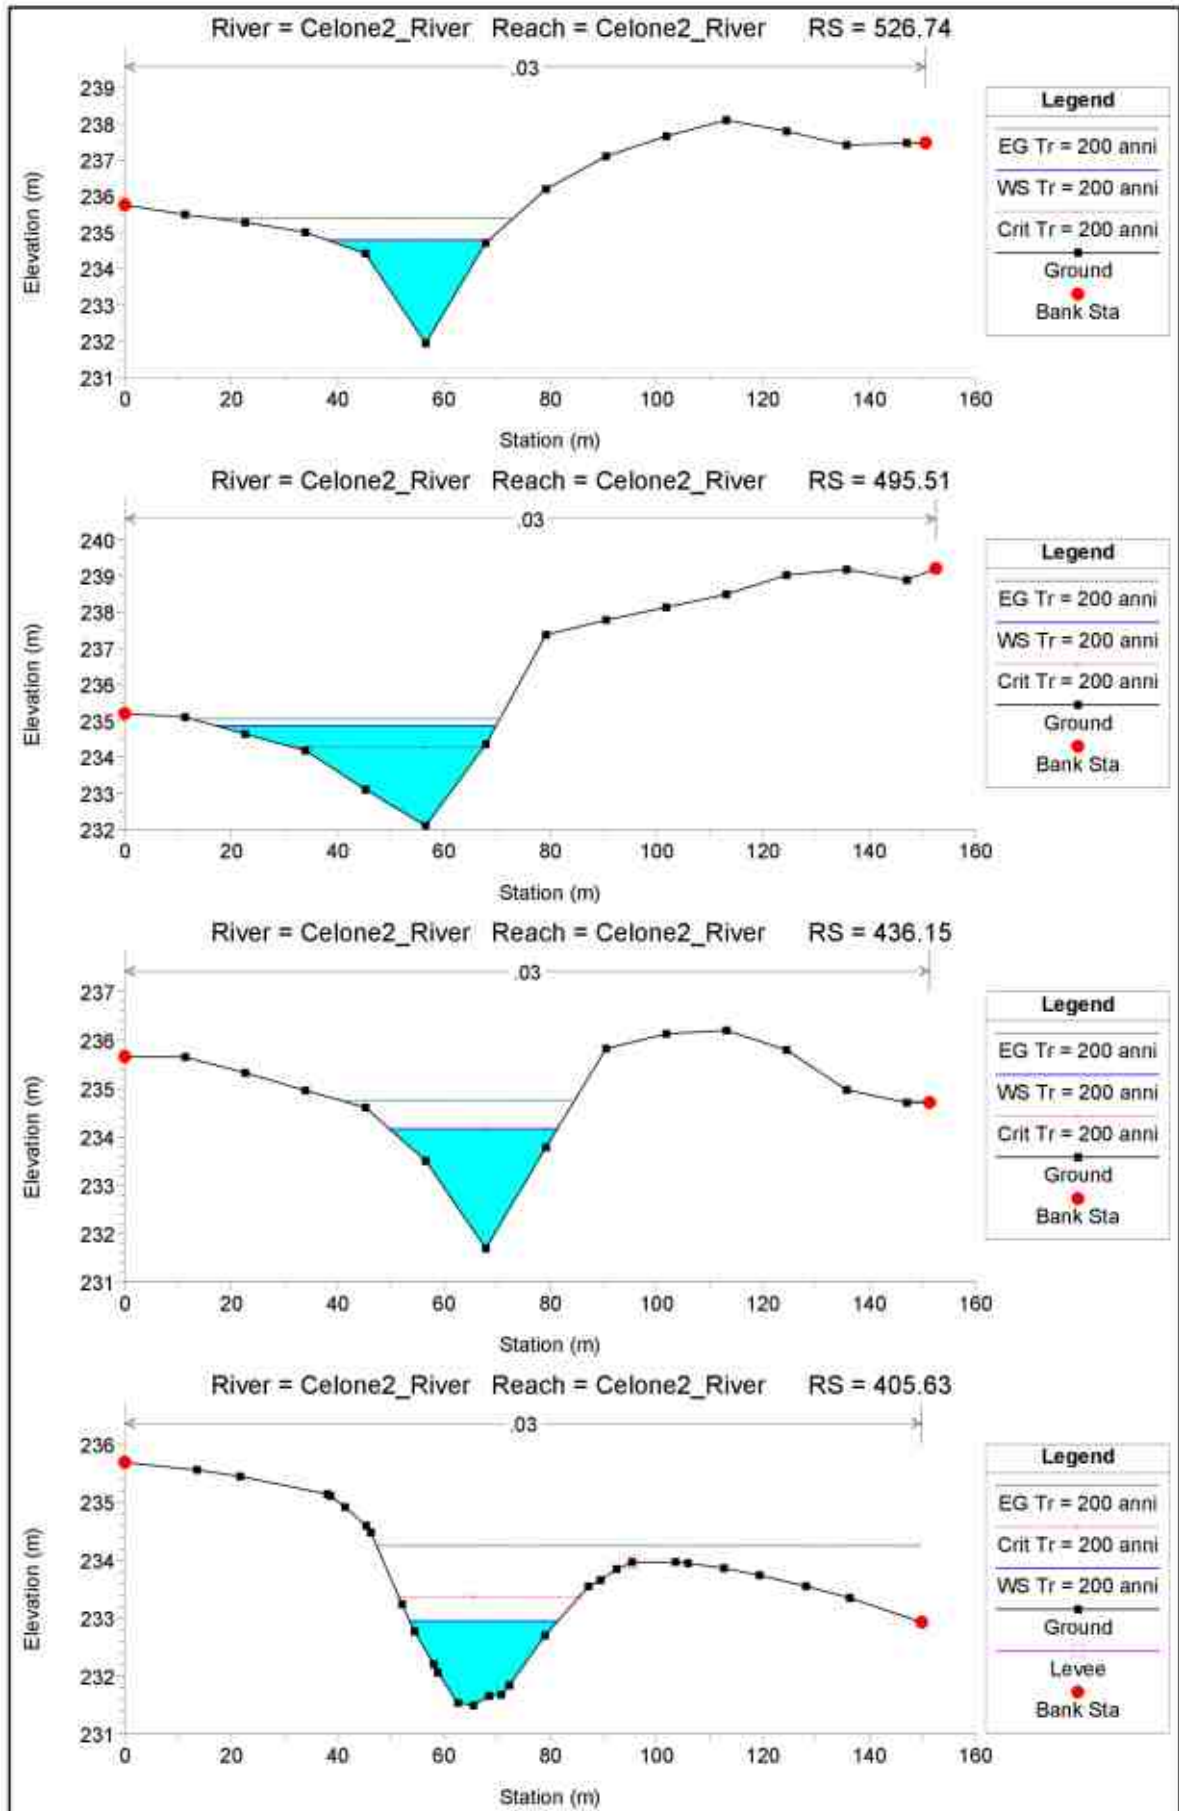 River = Celone2_River Reach = Celone2_River RS = 526.74
.03
239
238
237
236
235
234
233
232
231
Elevation (m)
0 20 40 60 80 100 120 140 160
Station (m)
Legend
EG Tr = 200 anni
WS Tr = 200 anni
Crit Tr = 200 anni
Ground
Bank Sta
River = Celone2_River Reach = Celone2_River RS = 495.51
.03
240
239
238
237
236
235
234
233
232
Elevation (m)
0 20 40 60 80 100 120 140 160
Station (m)
Legend
EG Tr = 200 anni
WS Tr = 200 anni
Crit Tr = 200 anni
Ground
Bank Sta
River = Celone2_River Reach = Celone2_River RS = 436.15
.03
237
236
235
234
233
232
231
Elevation (m)
0 20 40 60 80 100 120 140 160
Station (m)
Legend
EG Tr = 200 anni
WS Tr = 200 anni
Crit Tr = 200 anni
Ground
Bank Sta
River = Celone2_River Reach = Celone2_River RS = 405.63
.03
236
235
234
233
232
231
Elevation (m)
0 20 40 60 80 100 120 140 160
Station (m)
Legend
EG Tr = 200 anni
Crit Tr = 200 anni
WS Tr = 200 anni
Ground
Levee
Bank Sta